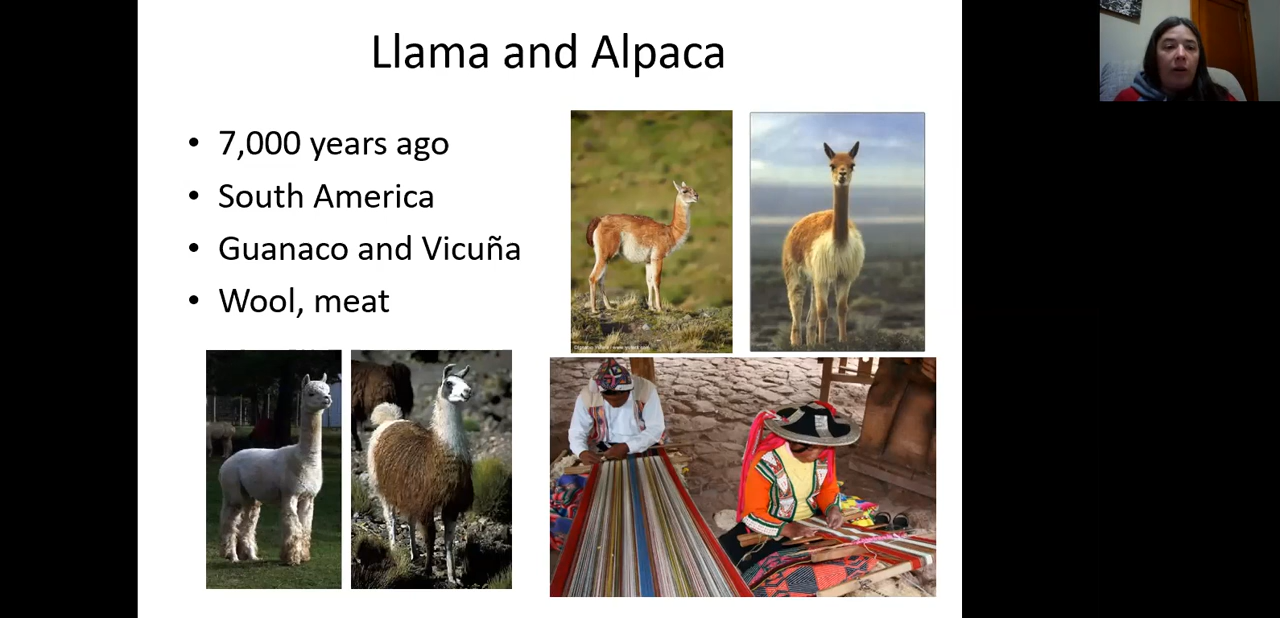 Llama and Alpaca
• 7,000 years ago
• South America
• Guanaco and Vicuña
• Wool, meat